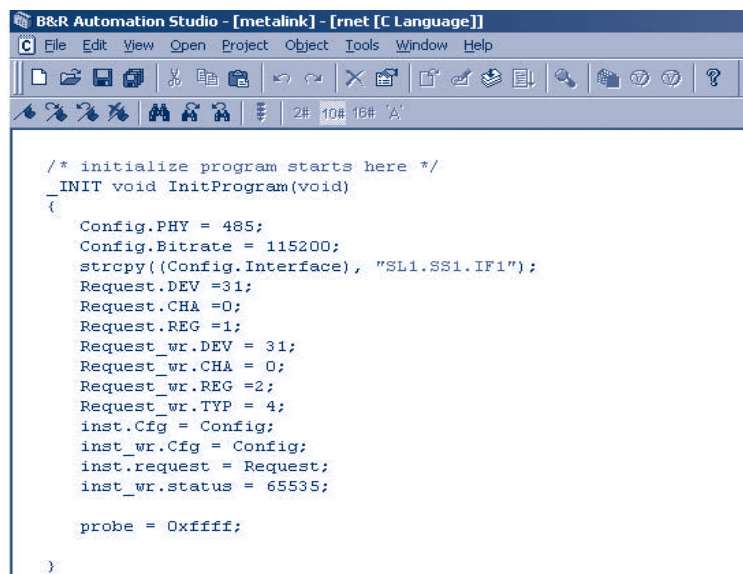 B&R Automation Studio - [metalink] - [rnet [C Language]]
C File Edit View Open Project Object Tools Window Help
2# 10# 16# 'A'
/* initialize program starts here */
_INIT void InitProgram(void)
{
Config.PHY = 485;
Config.Bitrate = 115200;
strcpy((Config.Interface), "SL1.SS1.IF1");
Request.DEV =31;
Request.CHA =0;
Request.REG =1;
Request_wr.DEV = 31;
Request_wr.CHA = 0;
Request_wr.REG =2;
Request_wr.TYP = 4;
inst.Cfg = Config;
inst_wr.Cfg = Config;
inst.request = Request;
inst_wr.status = 65535;
probe = 0xffff;
}